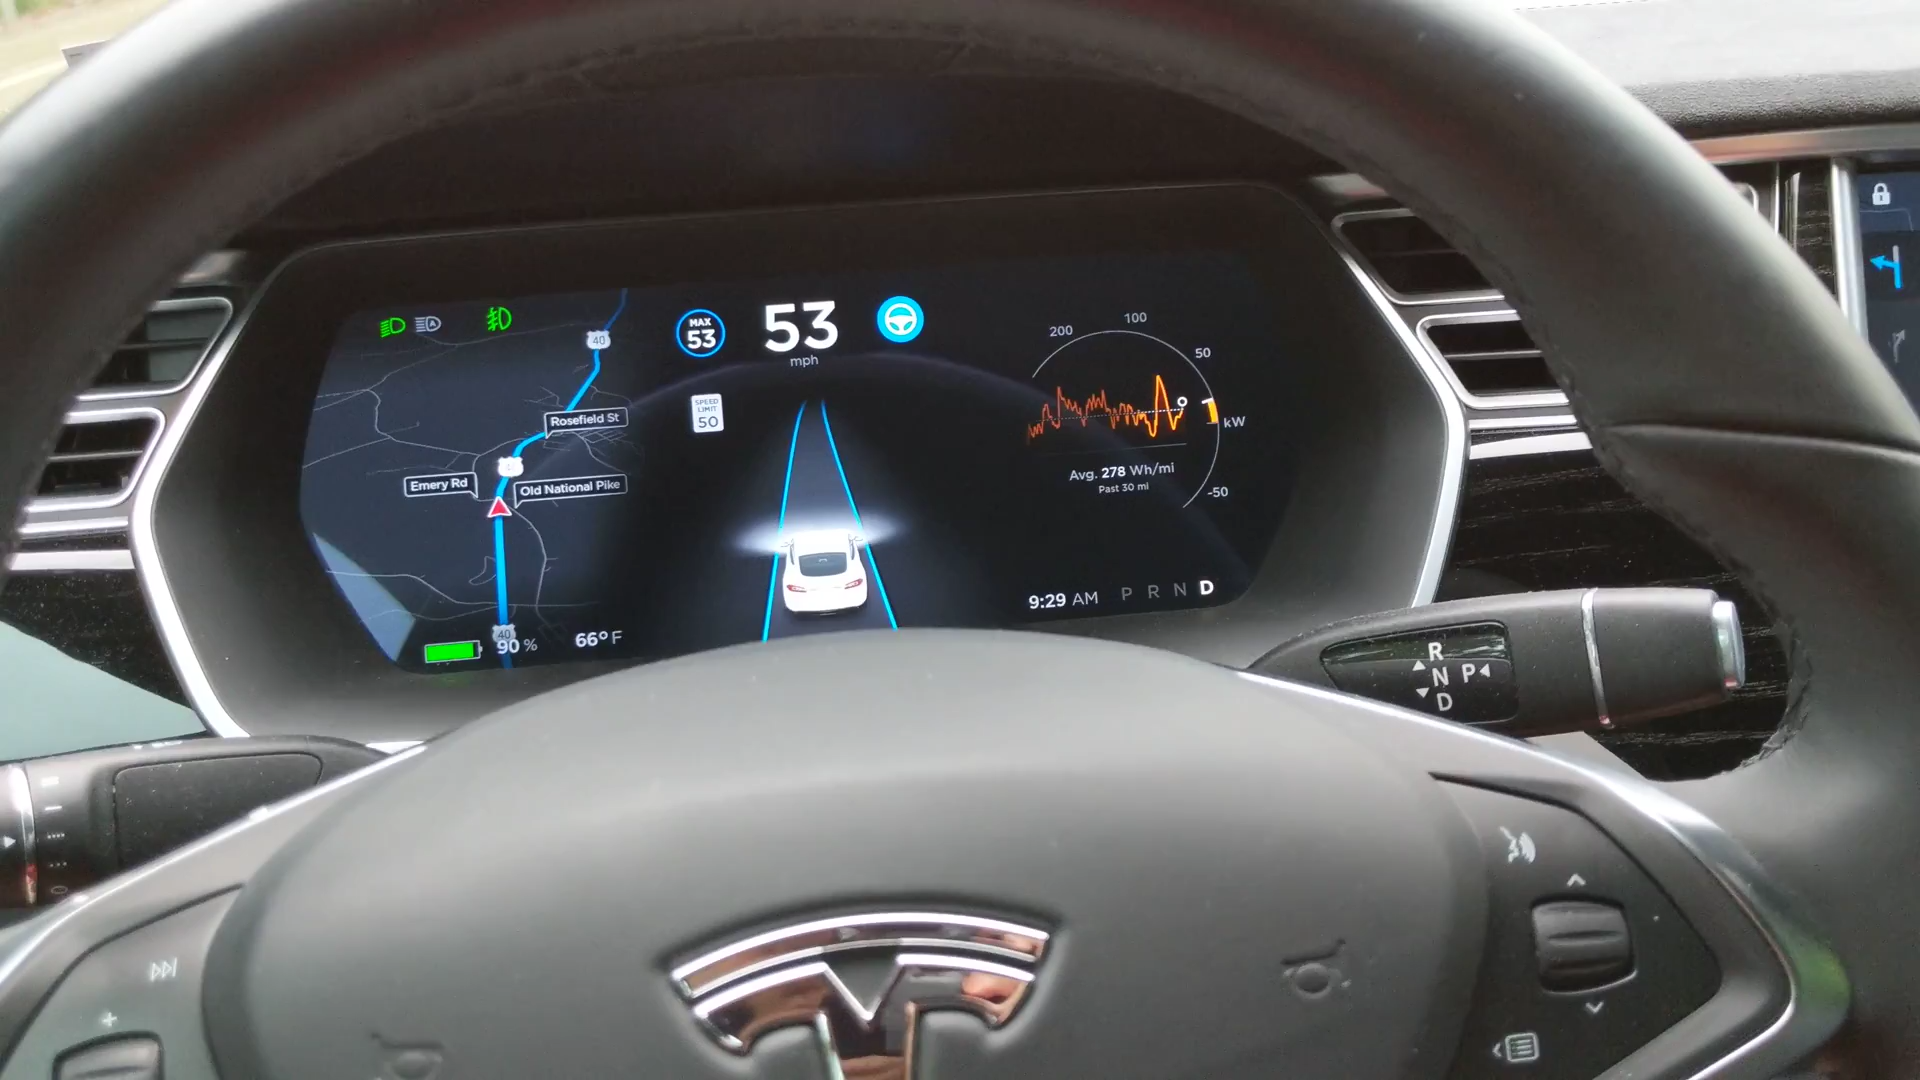 40
MAX
53
53
mph
SPEED
LIMIT
50
Rosefield St
Emery Rd
Old National Pike
40
90 %
66° F
200
100
50
kW
-50
Avg. 278 Wh/mi
Past 30 mi
9:29 AM P R N D
R
N P
D